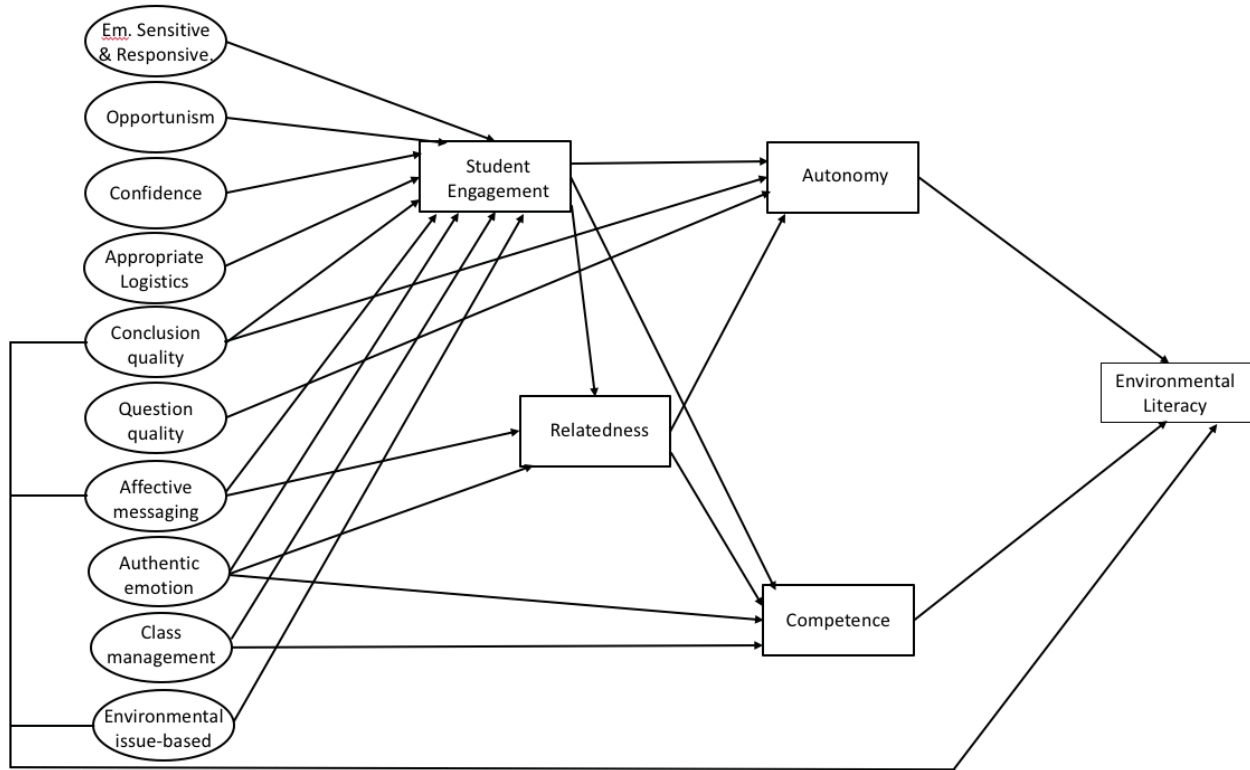 Em. Sensitive
& Responsive.
Opportunism
Confidence
Appropriate
Logistics
Conclusion
quality
Question
quality
Affective
messaging
Authentic
emotion
Class
management
Environmental
issue-based
Student
Engagement
Relatedness
Autonomy
Competence
Environmental
Literacy